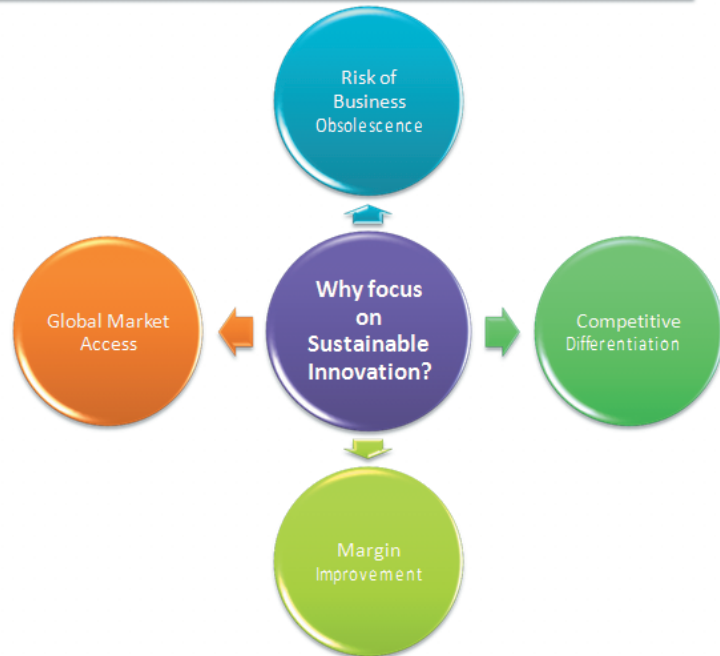 Risk of
Business
Obsolescence
Why focus
on
Sustainable
Innovation?
Global Market
Access
Competitive
Differentiation
Margin
Improvement